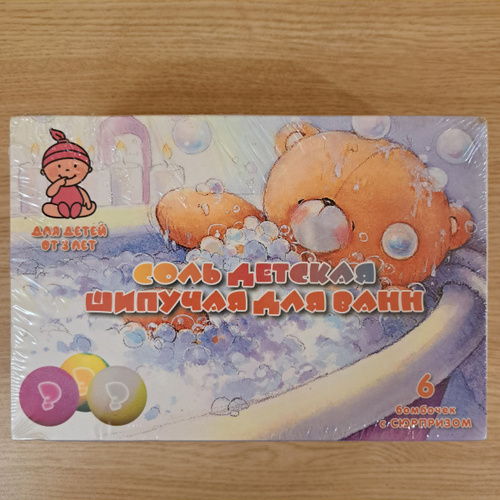 ДЛЯ ДЕТЕЙ
ОТ 3 ЛЕТ
СОЛЬ ДЕТСКАЯ
ШИПУЧАЯ ДЛЯ ВАНН
? ? ?
6
бомбочек
с СЮРПРИЗОМ